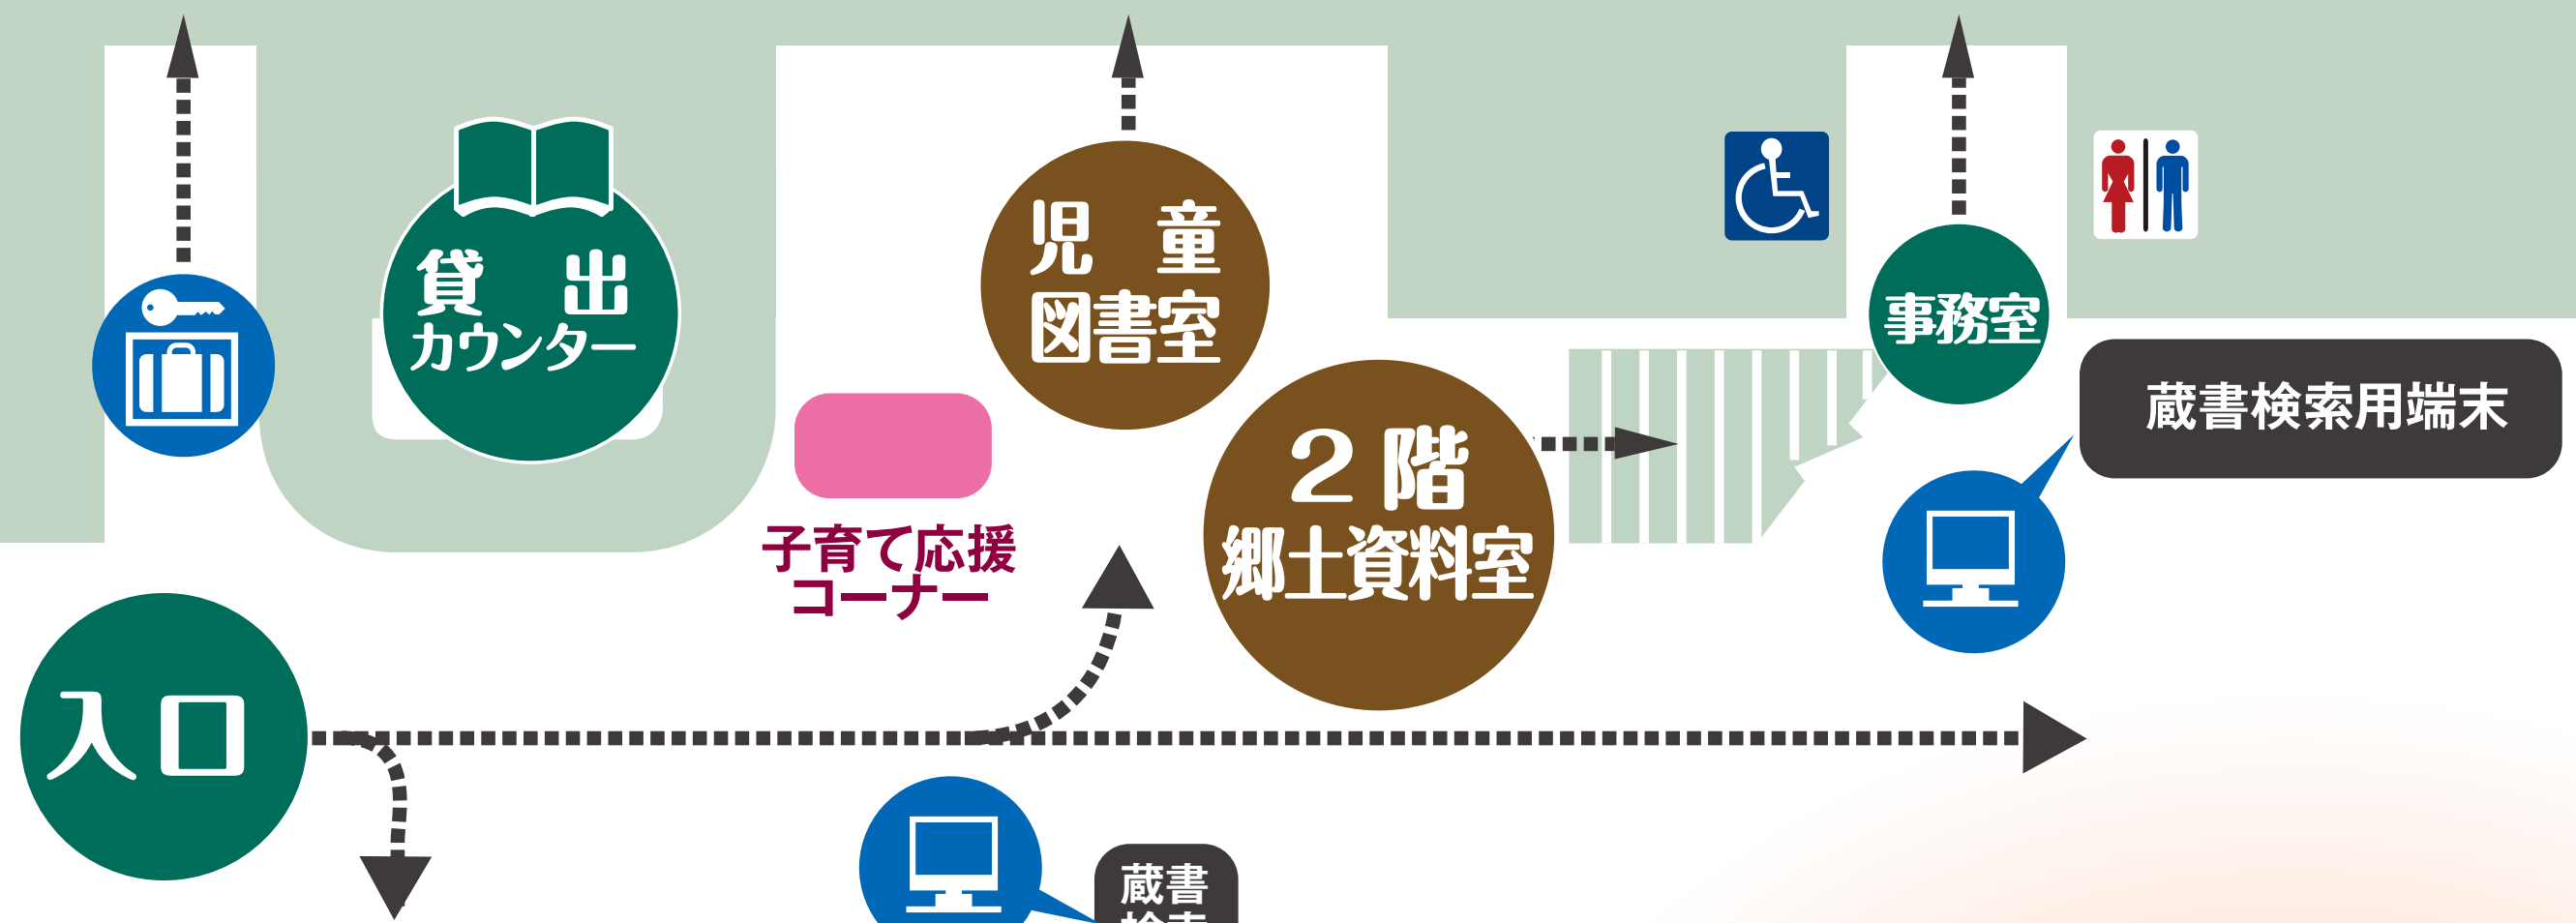 貸出
カウンター
児童
図書室
事務室
蔵書検索用端末
2階
郷土資料室
子育て応援
コーナー
入口
蔵書
検索